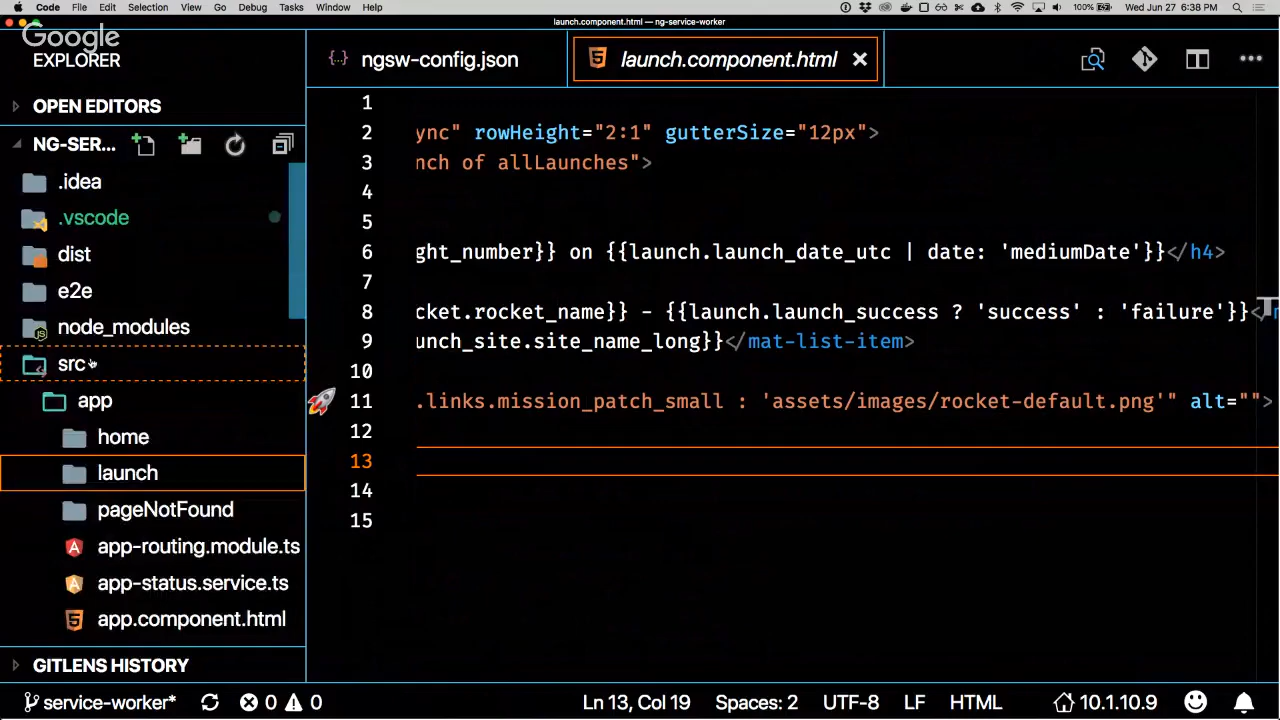 Code File Edit Selection View Go Debug Tasks Window Help
100% Wed Jun 27 6:38 PM
launch.component.html — ng-service-worker
Google
EXPLORER
{··} ngsw-config.json
launch.component.html
OPEN EDITORS
NG-SER...
.idea
.vscode
dist
e2e
node_modules
src
app
home
launch
pageNotFound
app-routing.module.ts
app-status.service.ts
app.component.html
GITLENS HISTORY
1
2 ync" rowHeight="2:1" gutterSize="12px">
3 nch of allLaunches">
4
5
6 ght_number}} on {{launch.launch_date_utc | date: 'mediumDate'}}</h4>
7
8 cket.rocket_name}} - {{launch.launch_success ? 'success' : 'failure'}}</
9 unch_site.site_name_long}}</mat-list-item>
10
11 .links.mission_patch_small : 'assets/images/rocket-default.png'" alt="">
12
13
14
15
service-worker* 0 0 Ln 13, Col 19 Spaces: 2 UTF-8 LF HTML 10.1.10.9